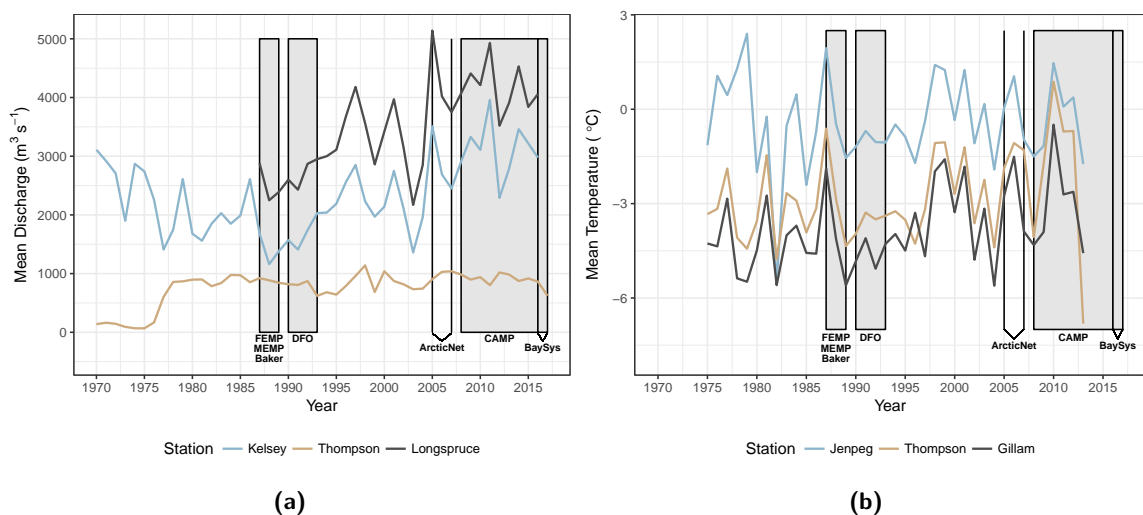 Mean Discharge (m³ s⁻¹)
5000
4000
3000
2000
1000
0
FEMP
MEMP
Baker
DFO
ArcticNet
CAMP
BaySys
1970 1975 1980 1985 1990 1995 2000 2005 2010 2015
Year
Station Kelsey Thompson Longspruce
(a)
Mean Temperature (°C)
3
0
−3
−6
FEMP
MEMP
Baker
DFO
ArcticNet
CAMP
BaySys
1970 1975 1980 1985 1990 1995 2000 2005 2010 2015
Year
Station Jenpeg Thompson Gillam
(b)